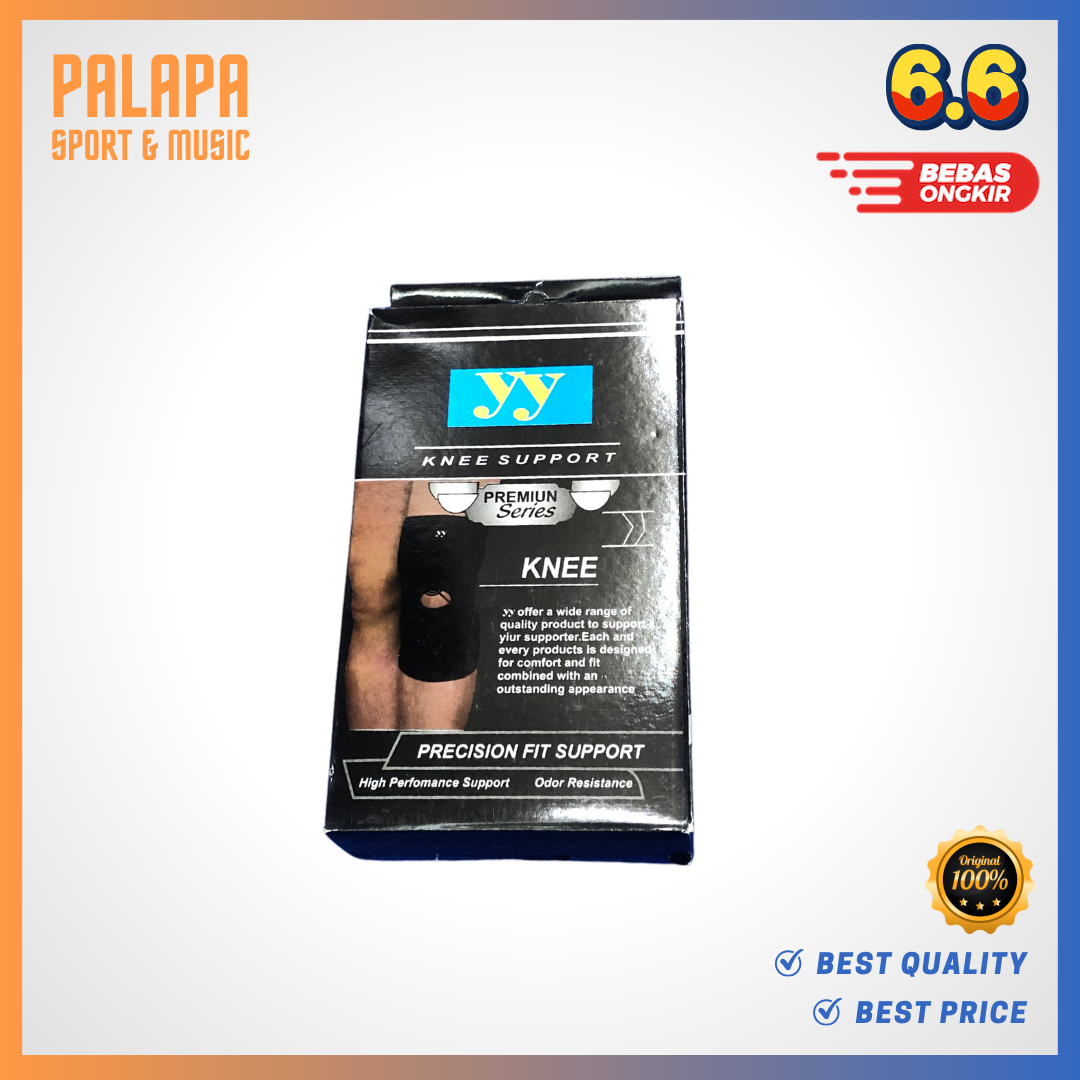 PALAPA
SPORT & MUSIC
6.6
BEBAS
ONGKIR
yy
KNEE SUPPORT
PREMIUN
Series
yy
KNEE
yy offer a wide range of
quality product to support
yiur supporter.Each and
every products is designed
for comfort and fit
combined with an
outstanding appearance
PRECISION FIT SUPPORT
High Perfomance Support Odor Resistance
Original
100%
BEST QUALITY
BEST PRICE